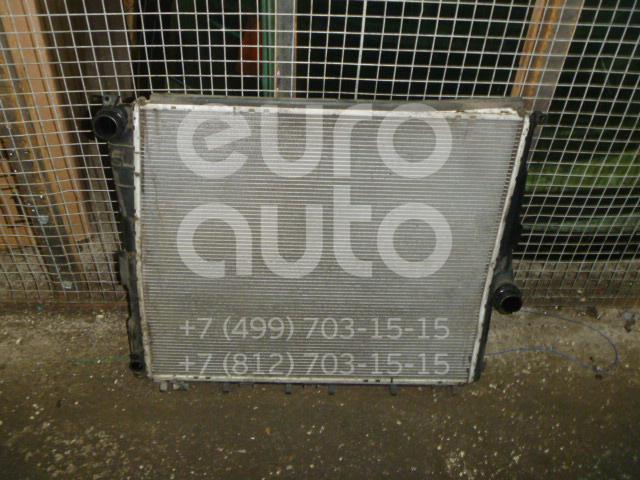 euro
auto
+7 (499) 703-15-15
+7 (812) 703-15-15